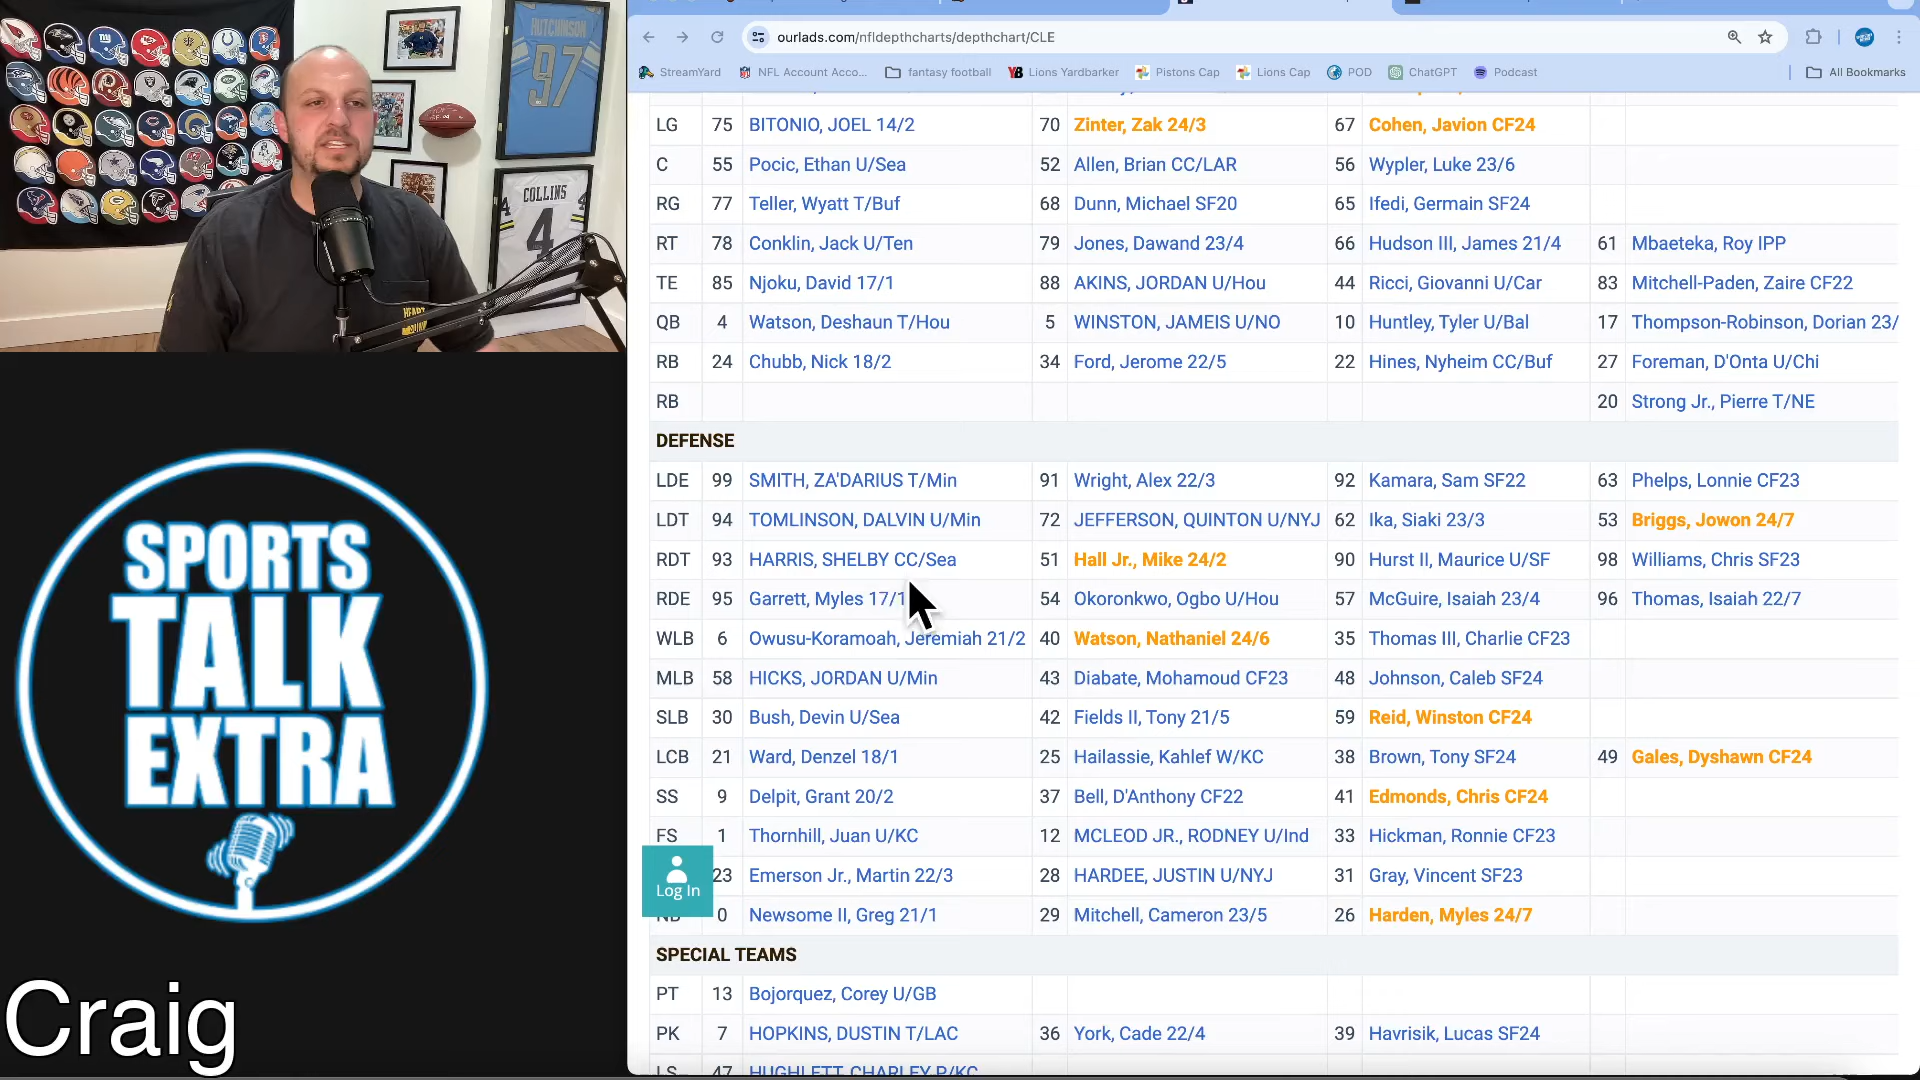 HUTCHINSON
97
COLLINS
4
ourlads.com/nfldepthcharts/depthchart/CLE
StreamYard NFL Account Acco... fantasy football YB Lions Yardbarker Pistons Cap Lions Cap POD ChatGPT Podcast All Bookmarks
LG 75 BITONIO, JOEL 14/2 70 Zinter, Zak 24/3 67 Cohen, Javion CF24
C 55 Pocic, Ethan U/Sea 52 Allen, Brian CC/LAR 56 Wypler, Luke 23/6
RG 77 Teller, Wyatt T/Buf 68 Dunn, Michael SF20 65 Ifedi, Germain SF24
RT 78 Conklin, Jack U/Ten 79 Jones, Dawand 23/4 66 Hudson III, James 21/4 61 Mbaeteka, Roy IPP
TE 85 Njoku, David 17/1 88 AKINS, JORDAN U/Hou 44 Ricci, Giovanni U/Car 83 Mitchell-Paden, Zaire CF22
QB 4 Watson, Deshaun T/Hou 5 WINSTON, JAMEIS U/NO 10 Huntley, Tyler U/Bal 17 Thompson-Robinson, Dorian 23/
RB 24 Chubb, Nick 18/2 34 Ford, Jerome 22/5 22 Hines, Nyheim CC/Buf 27 Foreman, D'Onta U/Chi
RB 20 Strong Jr., Pierre T/NE
DEFENSE
LDE 99 SMITH, ZA'DARIUS T/Min 91 Wright, Alex 22/3 92 Kamara, Sam SF22 63 Phelps, Lonnie CF23
LDT 94 TOMLINSON, DALVIN U/Min 72 JEFFERSON, QUINTON U/NYJ 62 Ika, Siaki 23/3 53 Briggs, Jowon 24/7
RDT 93 HARRIS, SHELBY CC/Sea 51 Hall Jr., Mike 24/2 90 Hurst II, Maurice U/SF 98 Williams, Chris SF23
RDE 95 Garrett, Myles 17/1 54 Okoronkwo, Ogbo U/Hou 57 McGuire, Isaiah 23/4 96 Thomas, Isaiah 22/7
WLB 6 Owusu-Koramoah, Jeremiah 21/2 40 Watson, Nathaniel 24/6 35 Thomas III, Charlie CF23
MLB 58 HICKS, JORDAN U/Min 43 Diabate, Mohamoud CF23 48 Johnson, Caleb SF24
SLB 30 Bush, Devin U/Sea 42 Fields II, Tony 21/5 59 Reid, Winston CF24
LCB 21 Ward, Denzel 18/1 25 Hailassie, Kahlef W/KC 38 Brown, Tony SF24 49 Gales, Dyshawn CF24
SS 9 Delpit, Grant 20/2 37 Bell, D'Anthony CF22 41 Edmonds, Chris CF24
FS 1 Thornhill, Juan U/KC 12 MCLEOD JR., RODNEY U/Ind 33 Hickman, Ronnie CF23
23 Emerson Jr., Martin 22/3 28 HARDEE, JUSTIN U/NYJ 31 Gray, Vincent SF23
Log In
NB 0 Newsome II, Greg 21/1 29 Mitchell, Cameron 23/5 26 Harden, Myles 24/7
SPECIAL TEAMS
PT 13 Bojorquez, Corey U/GB
PK 7 HOPKINS, DUSTIN T/LAC 36 York, Cade 22/4 39 Havrisik, Lucas SF24
LS 47 HUGHLETT, CHARLEY P/KC
SPORTS
TALK
EXTRA
Craig